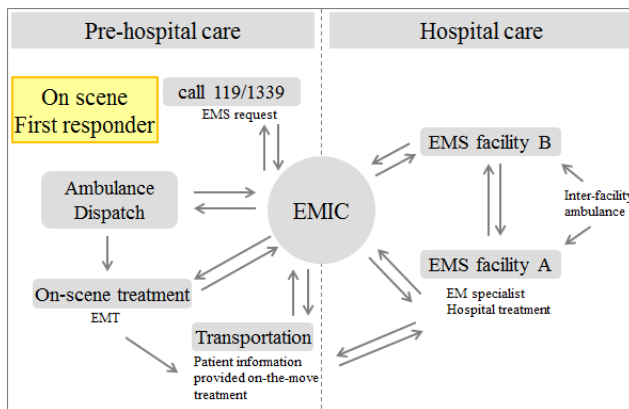 Pre-hospital care
Hospital care
On scene
First responder
call 119/1339
EMS request
EMS facility B
Ambulance
Dispatch
EMIC
Inter-facility
ambulance
EMS facility A
On-scene treatment
EMT
EM specialist
Hospital treatment
Transportation
Patient information
provided on-the-move
treatment